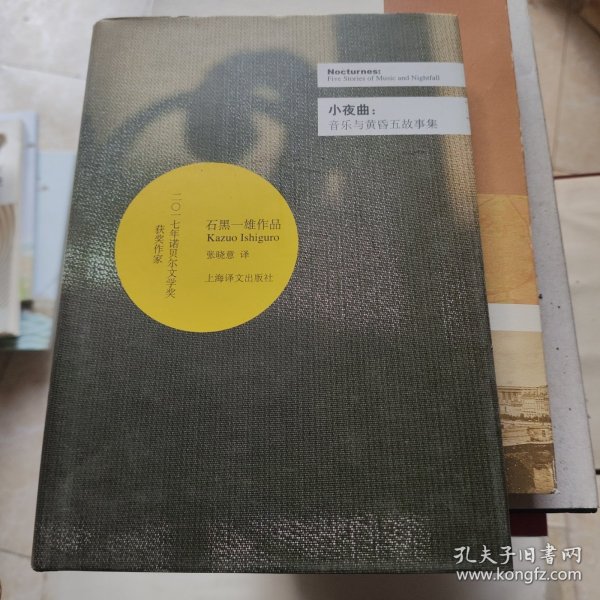 Nocturnes:
Five Stories of Music and Nightfall
小夜曲:
音乐与黄昏五故事集
二〇一七年诺贝尔文学奖
获奖作家
石黑一雄作品
Kazuo Ishiguro
张晓意 译
上海译文出版社
孔夫子旧书网
www.kongfz.com